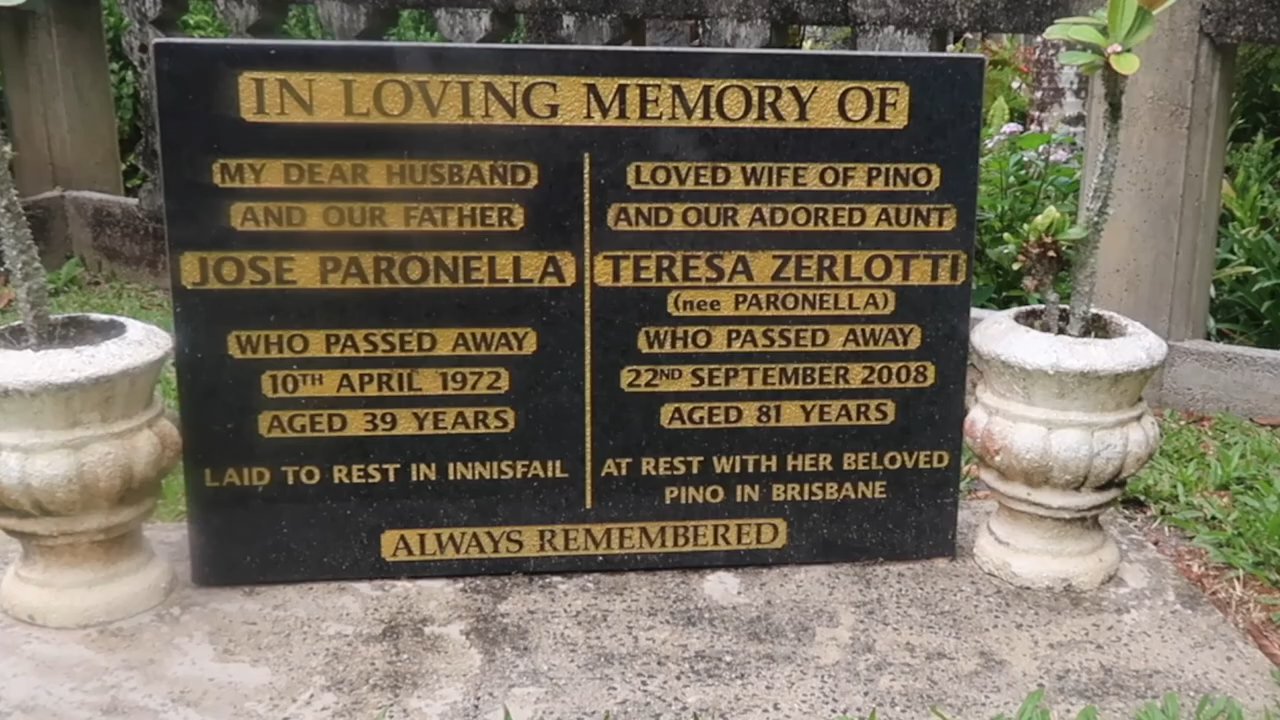 IN LOVING MEMORY OF
MY DEAR HUSBAND
AND OUR FATHER
JOSE PARONELLA
WHO PASSED AWAY
10TH APRIL 1972
AGED 39 YEARS
LAID TO REST IN INNISFAIL
LOVED WIFE OF PINO
AND OUR ADORED AUNT
TERESA ZERLOTTI
(nee PARONELLA)
WHO PASSED AWAY
22ND SEPTEMBER 2008
AGED 81 YEARS
AT REST WITH HER BELOVED
PINO IN BRISBANE
ALWAYS REMEMBERED